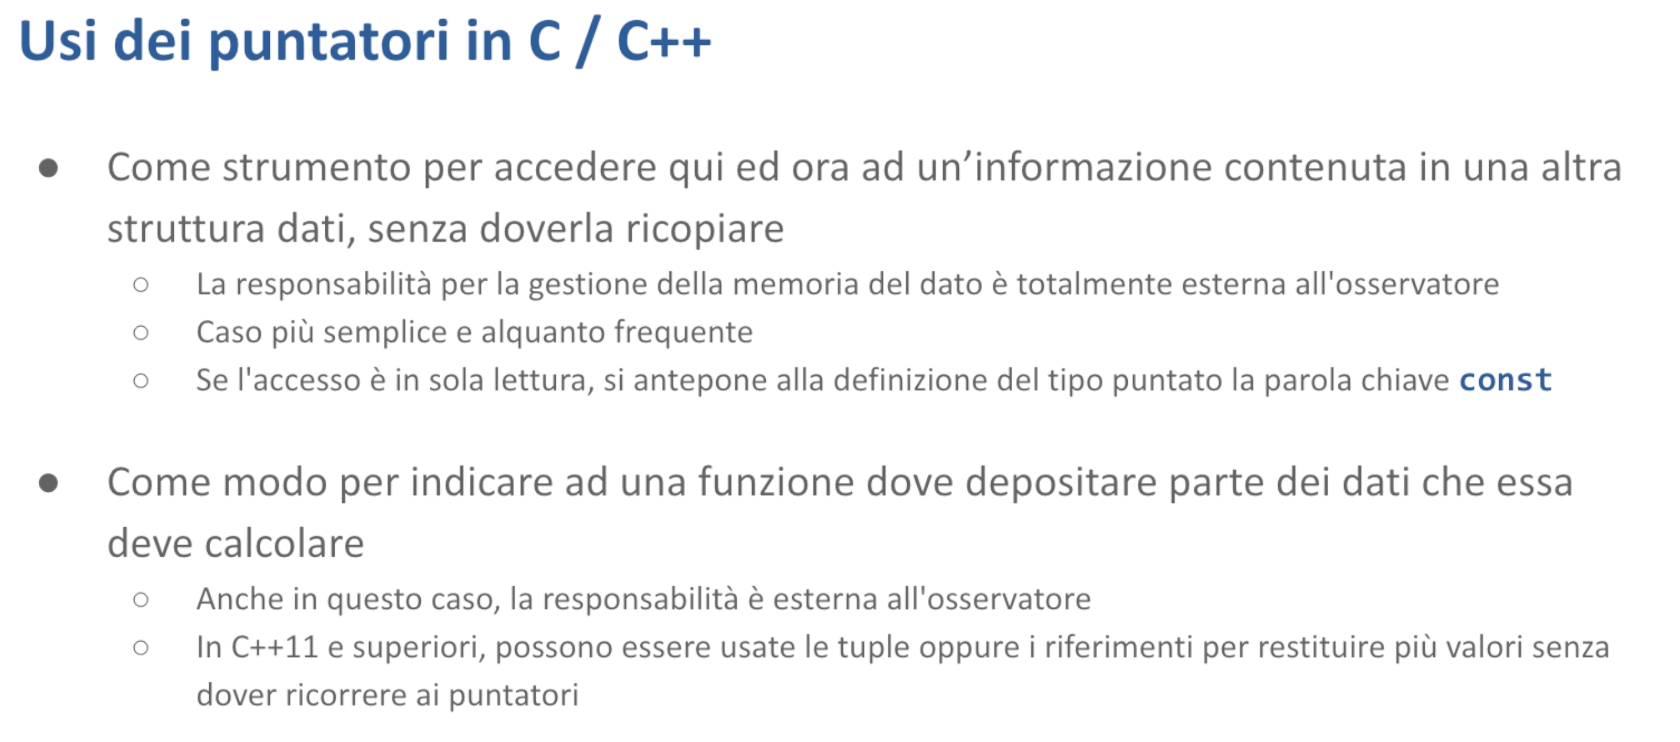 Usi dei puntatori in C / C++
● Come strumento per accedere qui ed ora ad un’informazione contenuta in una altra
struttura dati, senza doverla ricopiare
○ La responsabilità per la gestione della memoria del dato è totalmente esterna all'osservatore
○ Caso più semplice e alquanto frequente
○ Se l'accesso è in sola lettura, si antepone alla definizione del tipo puntato la parola chiave const
● Come modo per indicare ad una funzione dove depositare parte dei dati che essa
deve calcolare
○ Anche in questo caso, la responsabilità è esterna all'osservatore
○ In C++11 e superiori, possono essere usate le tuple oppure i riferimenti per restituire più valori senza
dover ricorrere ai puntatori